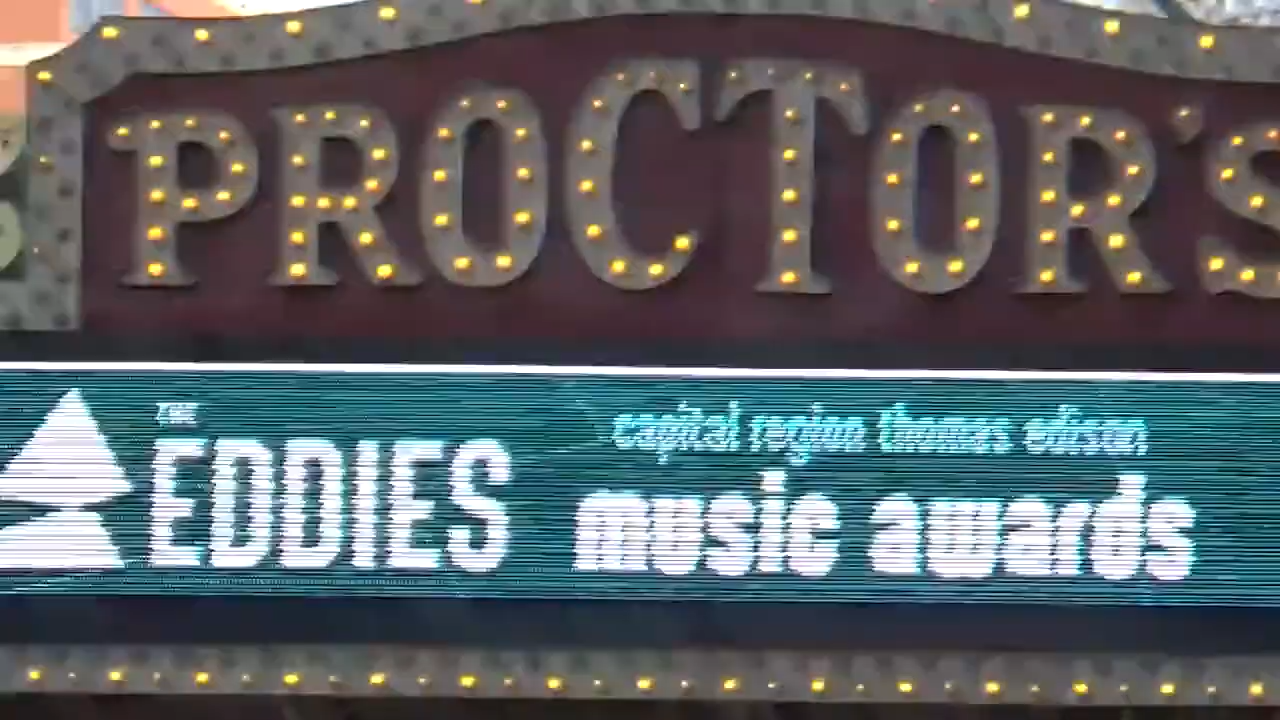 PROCTOR'S
THE
EDDIES
capital region thomas edison
music awards